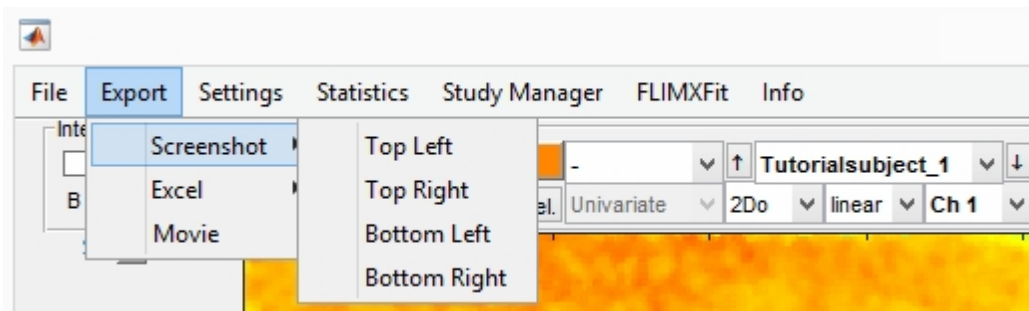 File Export Settings Statistics Study Manager FLIMXFit Info
Screenshot Top Left
- ↑ Tutorialsubject_1 ↓
Excel Top Right
B el. Univariate 2Do linear Ch 1
Movie Bottom Left
Bottom Right